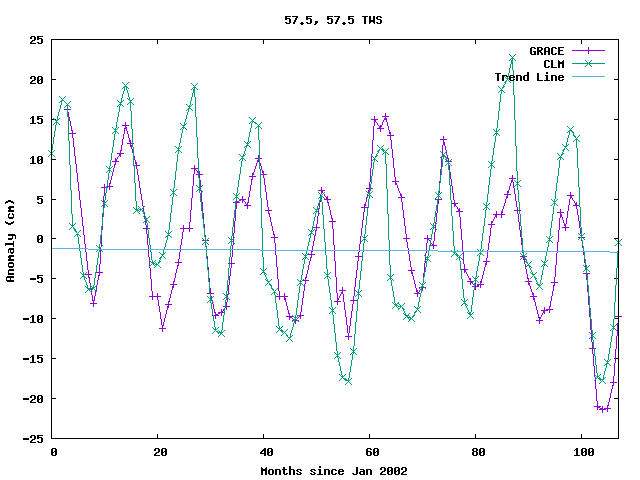 57.5, 57.5 TWS
GRACE
CLM
Trend Line
25
20
15
10
5
0
-5
-10
-15
-20
-25
Anomaly (cm)
0 20 40 60 80 100
Months since Jan 2002